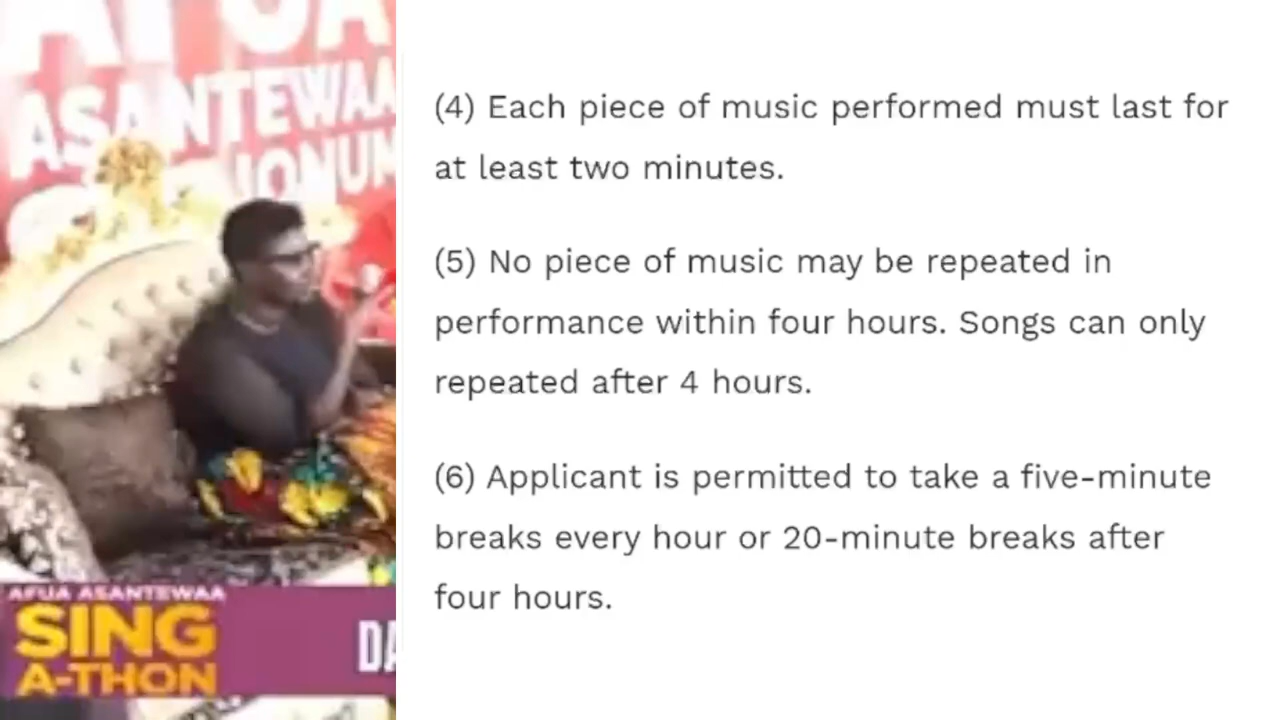 ASANTEWAA
AFUA ASANTEWAA
SING
A-THON
(4) Each piece of music performed must last for
at least two minutes.
(5) No piece of music may be repeated in
performance within four hours. Songs can only
repeated after 4 hours.
(6) Applicant is permitted to take a five-minute
breaks every hour or 20-minute breaks after
four hours.